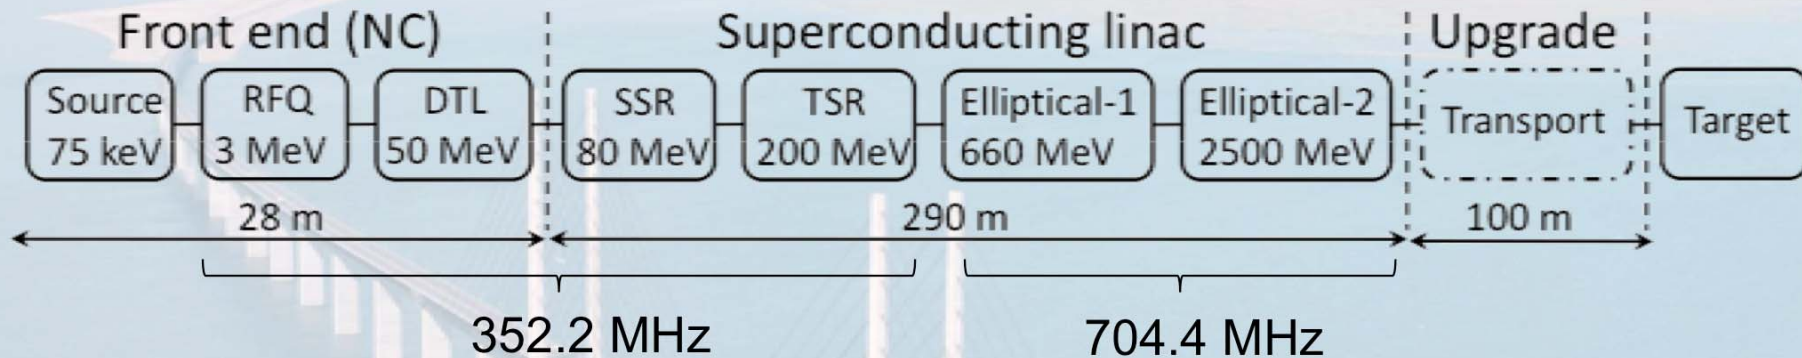 Front end (NC)
Superconducting linac
Upgrade
Source
75 keV
RFQ
3 MeV
DTL
50 MeV
SSR
80 MeV
TSR
200 MeV
Elliptical-1
660 MeV
Elliptical-2
2500 MeV
Transport
Target
28 m
290 m
100 m
352.2 MHz
704.4 MHz